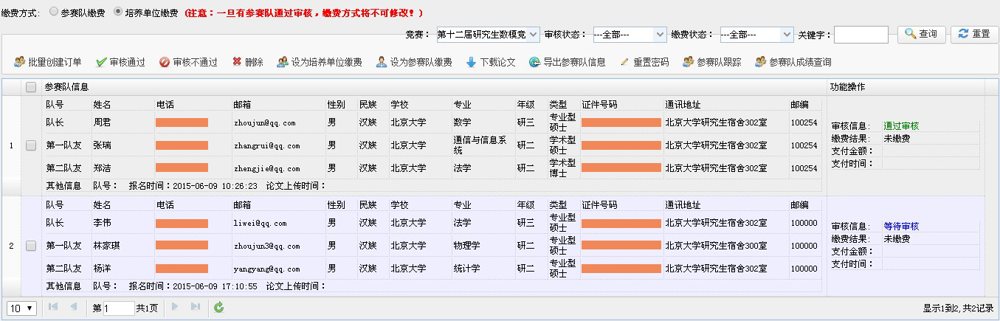 缴费方式: 参赛队缴费 培养单位缴费 (注意：一旦有参赛队通过审核，缴费方式将不可修改！)
竞赛： 第十二届研究生数模竞 审核状态： ---全部--- 缴费状态： ---全部--- 关键字： 查询 重置
批量创建订单 审核通过 审核不通过 删除 设为培养单位缴费 设为参赛队缴费 下载论文 导出参赛队信息 重置密码 参赛队跟踪 参赛队成绩查询
参赛队信息 功能操作
队号 姓名 电话 邮箱 性别 民族 学校 专业 年级 类型 证件号码 通讯地址 邮编
队长 周君 zhoujun@qq.com 男 汉族 北京大学 数学 研三 专业型硕士 北京大学研究生宿舍302室 100254
1 第一队友 张瑞 zhangrui@qq.com 男 汉族 北京大学 通信与信息系统 研二 学术型硕士 北京大学研究生宿舍302室 100254
第二队友 郑洁 zhengjie@qq.com 男 汉族 北京大学 法学 研二 学术型博士 北京大学研究生宿舍302室 100254
其他信息 队号： 报名时间：2015-06-09 10:26:23 论文上传时间：
审核信息: 通过审核
缴费结果: 未缴费
支付金额：
支付时间：
队号 姓名 电话 邮箱 性别 民族 学校 专业 年级 类型 证件号码 通讯地址 邮编
队长 李伟 liwei@qq.com 男 汉族 北京大学 法学 研三 专业型硕士 北京大学研究生宿舍302室 100000
2 第一队友 林家琪 zhoujun3@qq.com 男 汉族 北京大学 物理学 研二 专业型硕士 北京大学研究生宿舍300室 100000
第二队友 杨洋 yangyang@qq.com 男 汉族 北京大学 统计学 研二 专业型硕士 北京大学研究生宿舍302室 100000
其他信息 队号： 报名时间：2015-06-09 17:10:55 论文上传时间：
审核信息: 等待审核
缴费结果: 未缴费
支付金额：
支付时间：
10 第 1 共1页 显示1到2,共2记录